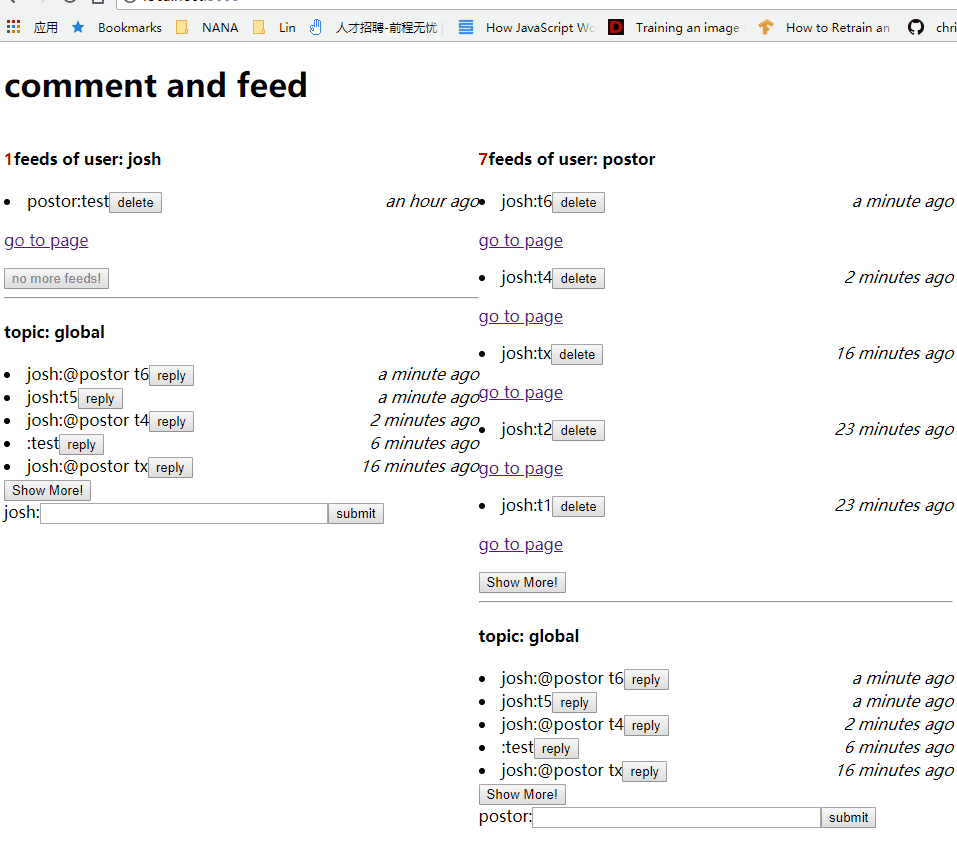 应用 Bookmarks NANA Lin 人才招聘-前程无忧 How JavaScript Wo Training an image How to Retrain an chri
comment and feed
1feeds of user: josh
postor:test delete an hour ago
go to page
no more feeds!
topic: global
josh:@postor t6 reply a minute ago
josh:t5 reply a minute ago
josh:@postor t4 reply 2 minutes ago
:test reply 6 minutes ago
josh:@postor tx reply 16 minutes ago
Show More!
josh: submit
7feeds of user: postor
josh:t6 delete a minute ago
go to page
josh:t4 delete 2 minutes ago
go to page
josh:tx delete 16 minutes ago
go to page
josh:t2 delete 23 minutes ago
go to page
josh:t1 delete 23 minutes ago
go to page
Show More!
topic: global
josh:@postor t6 reply a minute ago
josh:t5 reply a minute ago
josh:@postor t4 reply 2 minutes ago
:test reply 6 minutes ago
josh:@postor tx reply 16 minutes ago
Show More!
postor: submit